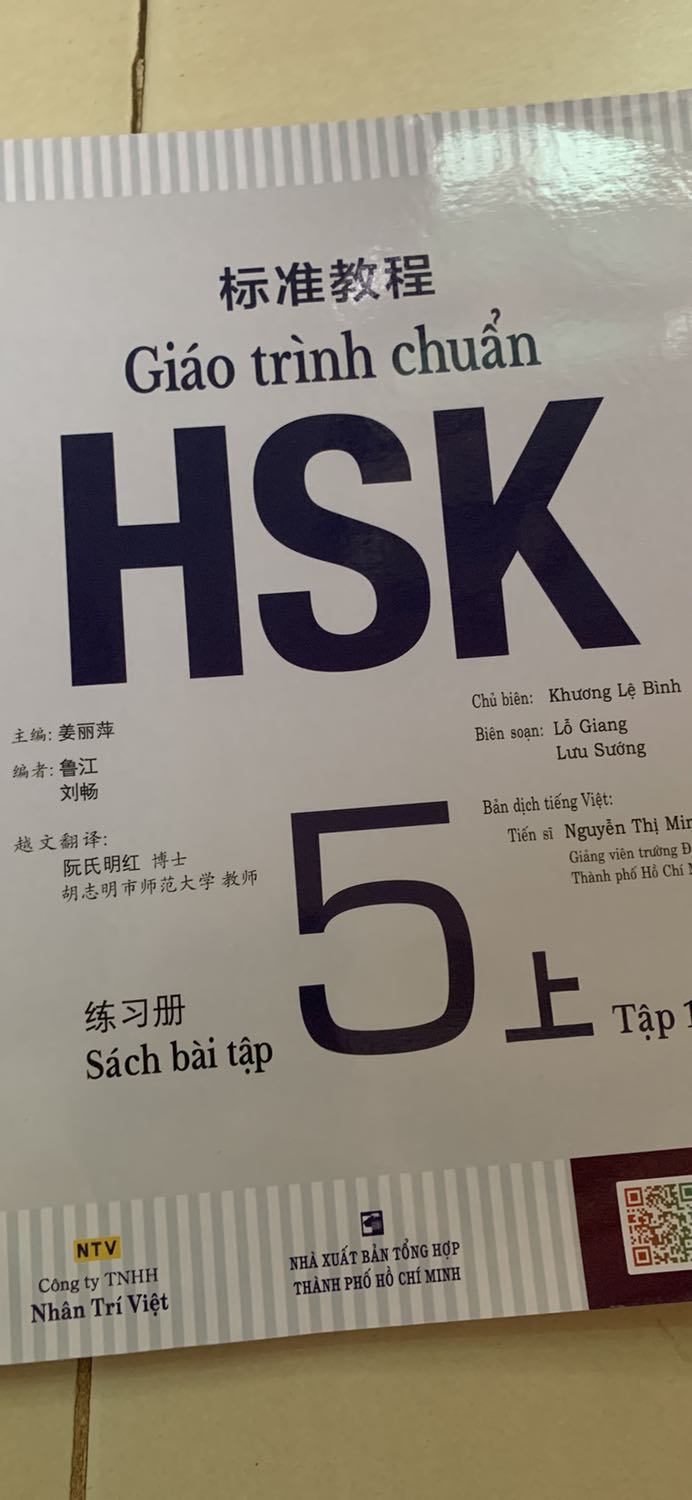 标准教程
Giáo trình chuẩn
HSK
主编: 姜丽萍
编者: 鲁江
刘畅
越文翻译:
阮氏明红 博士
胡志明市师范大学 教师
Chủ biên: Khương Lệ Bình
Biên soạn: Lỗ Giang
Lưu Sướng
Bản dịch tiếng Việt:
Tiến sĩ Nguyễn Thị
Giảng viên trường
Thành phố Hồ Chí
练习册
Sách bài tập
5 上 Tập 1
NTV
Công ty TNHH
Nhân Trí Việt
NHÀ XUẤT BẢN TỔNG HỢP
THÀNH PHỐ HỒ CHÍ MINH